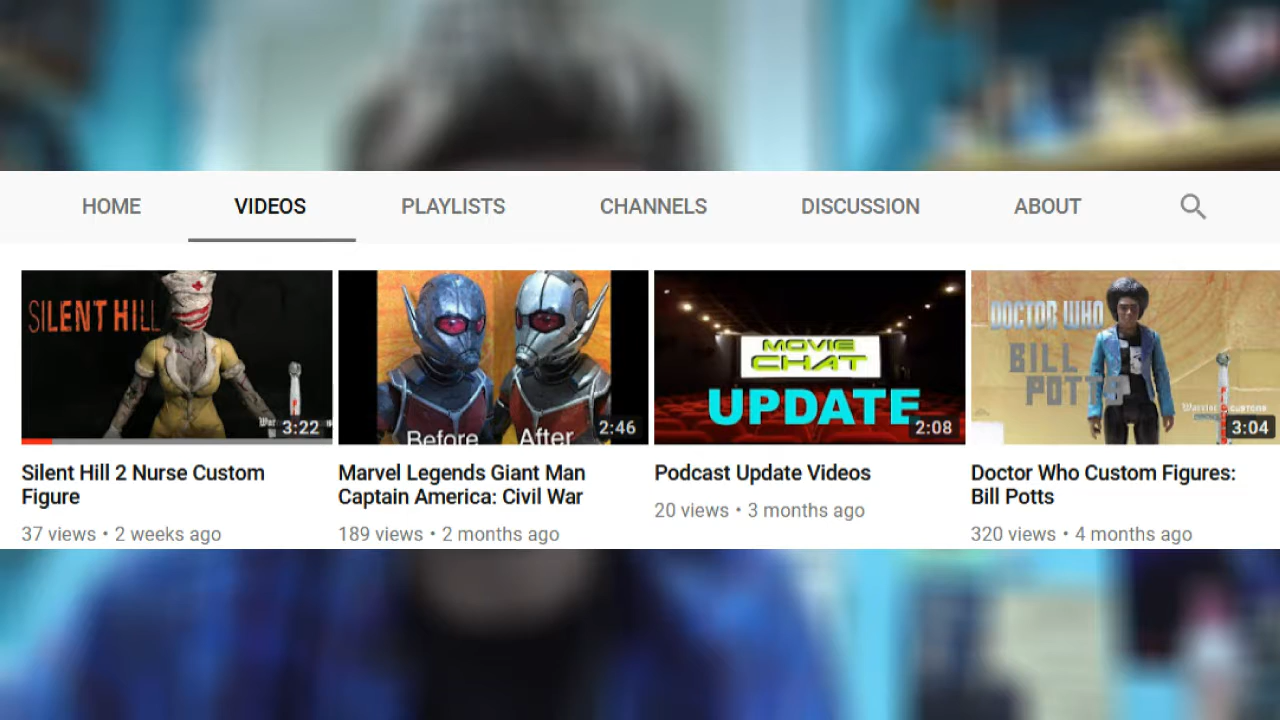 HOME VIDEOS PLAYLISTS CHANNELS DISCUSSION ABOUT
SILENT HILL
3:22
Before After
2:46
MOVIE
CHAT
UPDATE
2:08
DOCTOR WHO
BILL
POTTS
Warrior CUSTOMS
3:04
Silent Hill 2 Nurse Custom
Figure
37 views • 2 weeks ago
Marvel Legends Giant Man
Captain America: Civil War
189 views • 2 months ago
Podcast Update Videos
20 views • 3 months ago
Doctor Who Custom Figures:
Bill Potts
320 views • 4 months ago